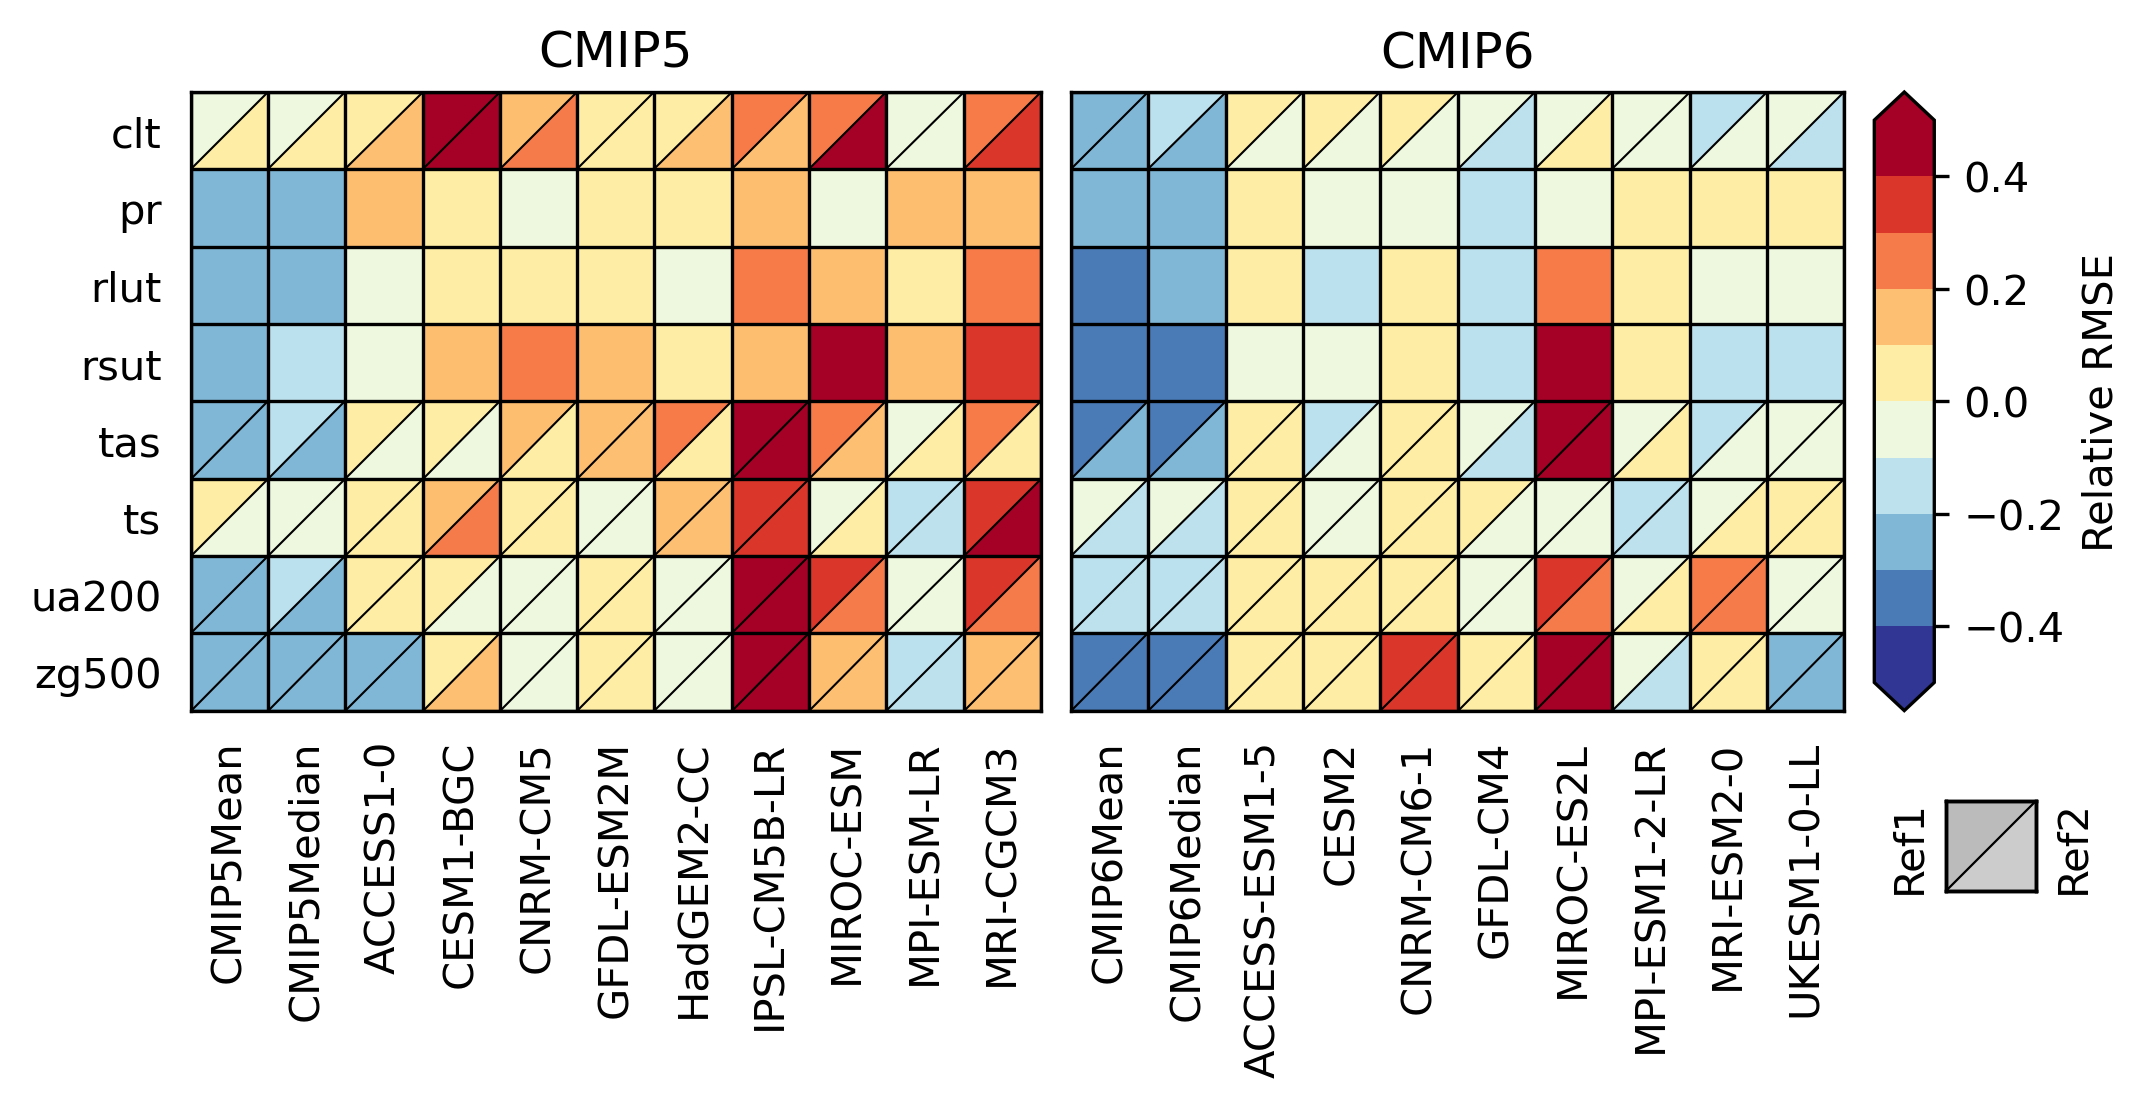 CMIP5
CMIP6
clt
pr
rlut
rsut
tas
ts
ua200
zg500
CMIP5Mean
CMIP5Median
ACCESS1-0
CESM1-BGC
CNRM-CM5
GFDL-ESM2M
HadGEM2-CC
IPSL-CM5B-LR
MIROC-ESM
MPI-ESM-LR
MRI-CGCM3
CMIP6Mean
CMIP6Median
ACCESS-ESM1-5
CESM2
CNRM-CM6-1
GFDL-CM4
MIROC-ES2L
MPI-ESM1-2-LR
MRI-ESM2-0
UKESM1-0-LL
0.4
0.2
0.0
−0.2
−0.4
Relative RMSE
Ref1
Ref2